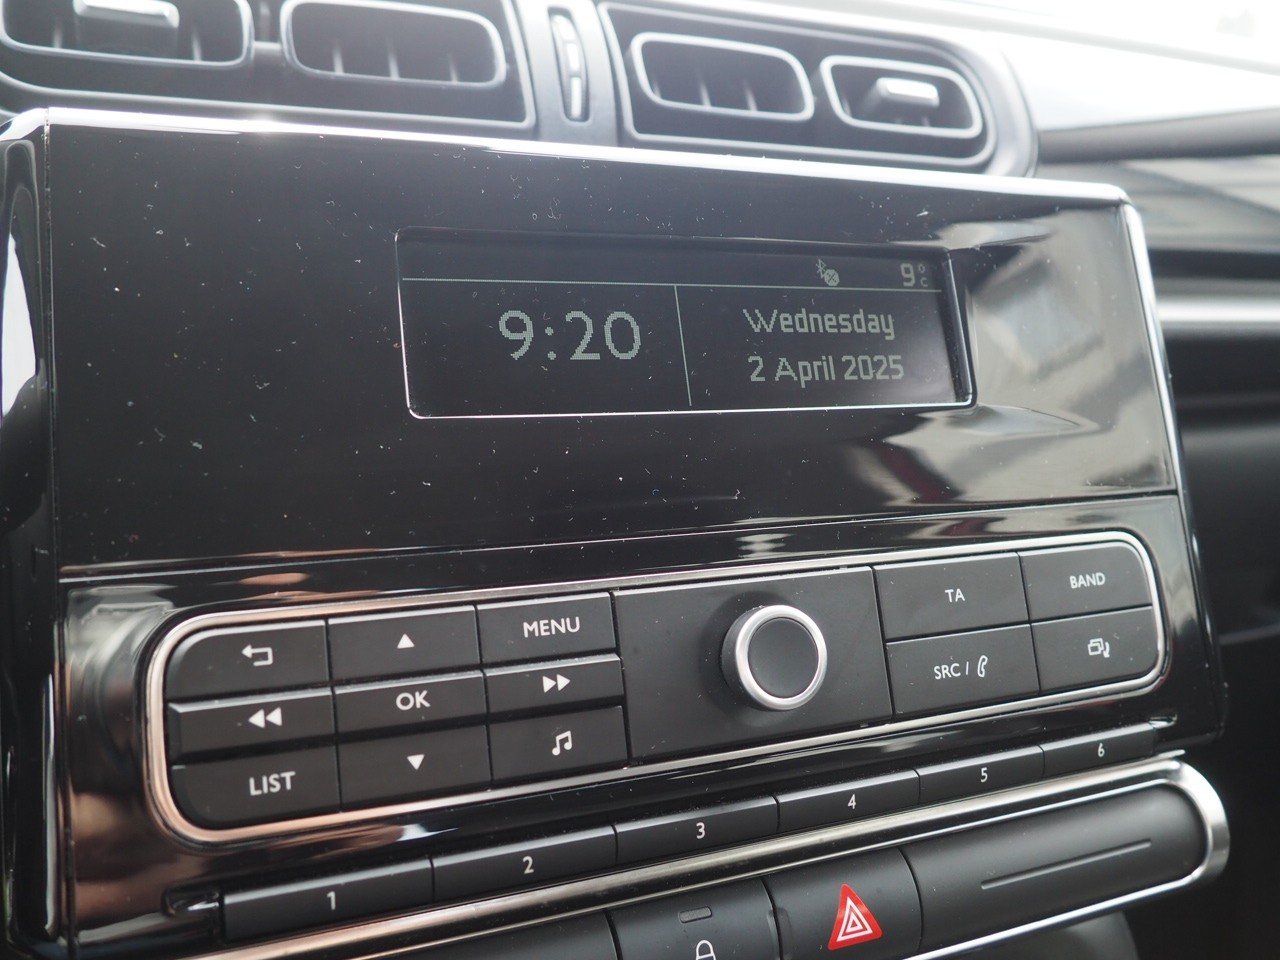 9°C
9:20
Wednesday
2 April 2025
TA
BAND
MENU
SRC /
OK
LIST
1
2
3
4
5
6